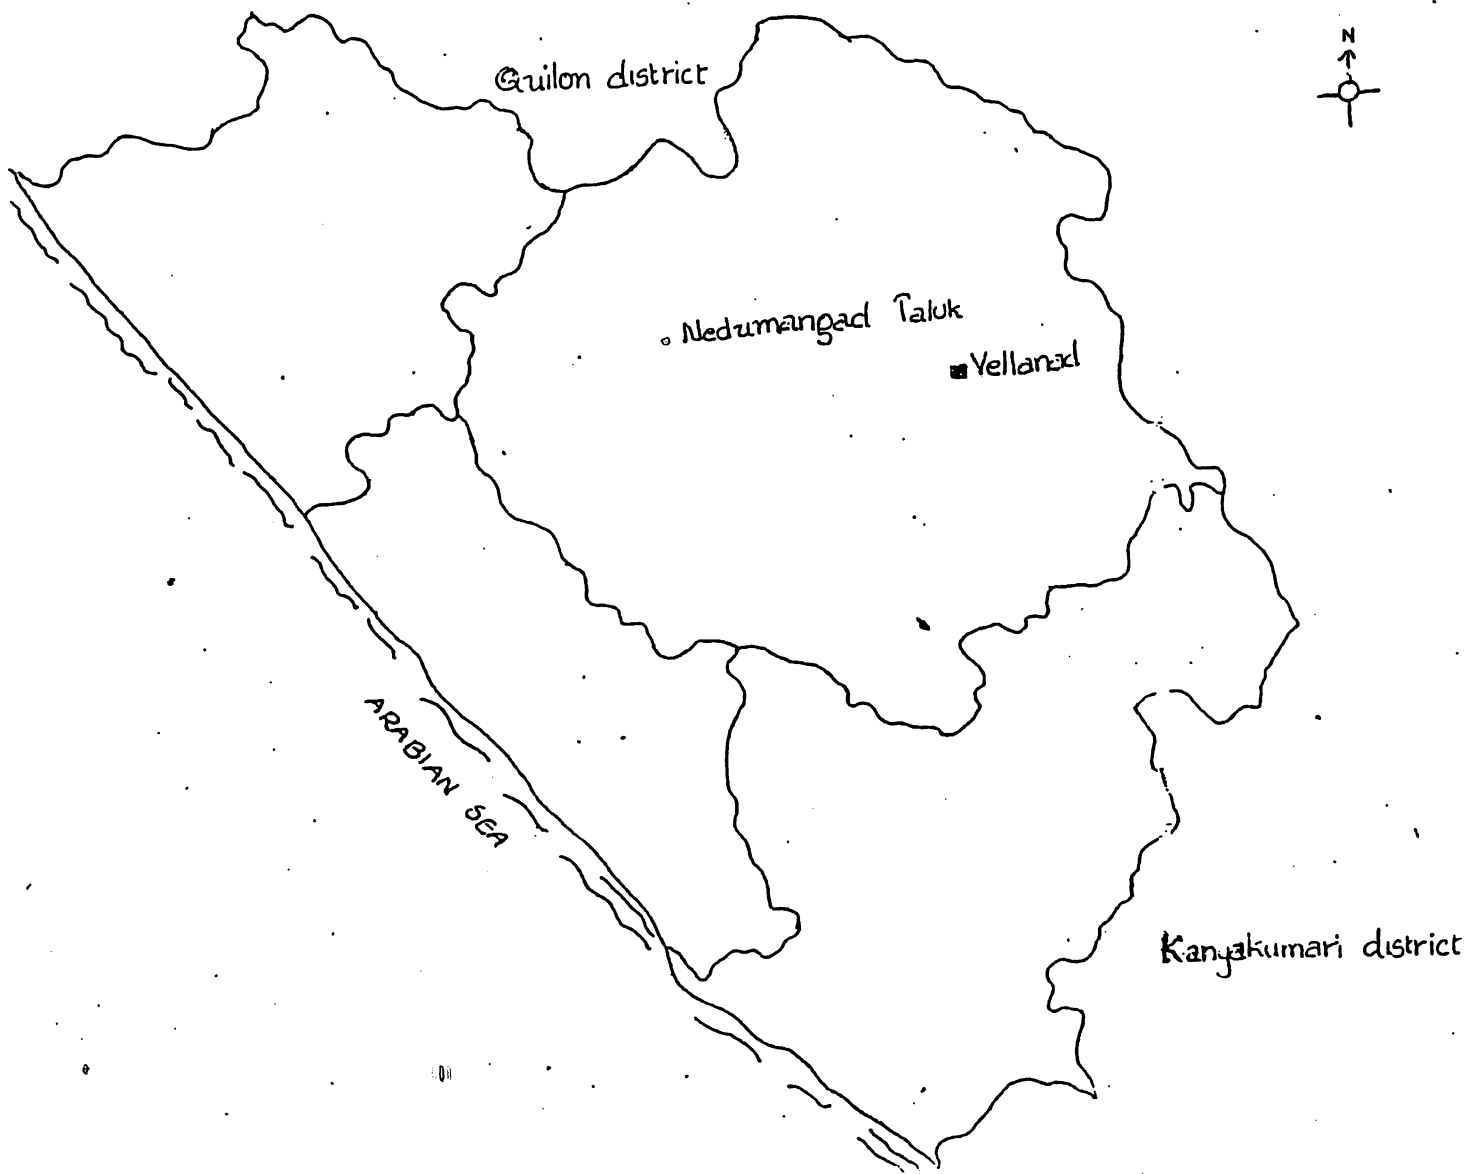 N
Quilon district
Nedumangad Taluk
Vellanad
ARABIAN SEA
Kanyakumari district